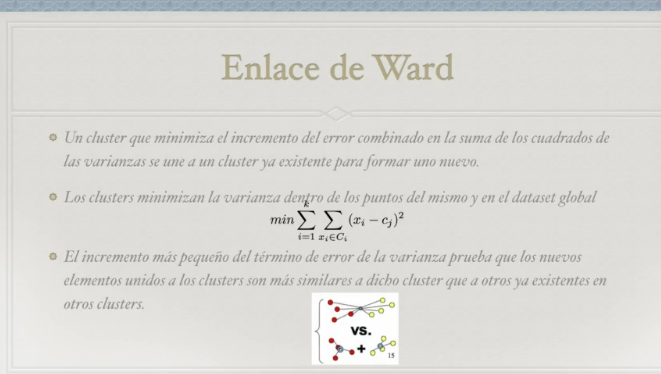 Enlace de Ward
Un cluster que minimiza el incremento del error combinado en la suma de los cuadrados de
las varianzas se une a un cluster ya existente para formar uno nuevo.
Los clusters minimizan la varianza dentro de los puntos del mismo y en el dataset global
min ∑_{i=1}^{k} ∑_{x_i∈C_i} (x_i − c_j)^2
El incremento más pequeño del término de error de la varianza prueba que los nuevos
elementos unidos a los clusters son más similares a dicho cluster que a otros ya existentes en
otros clusters.
vs.
+
15